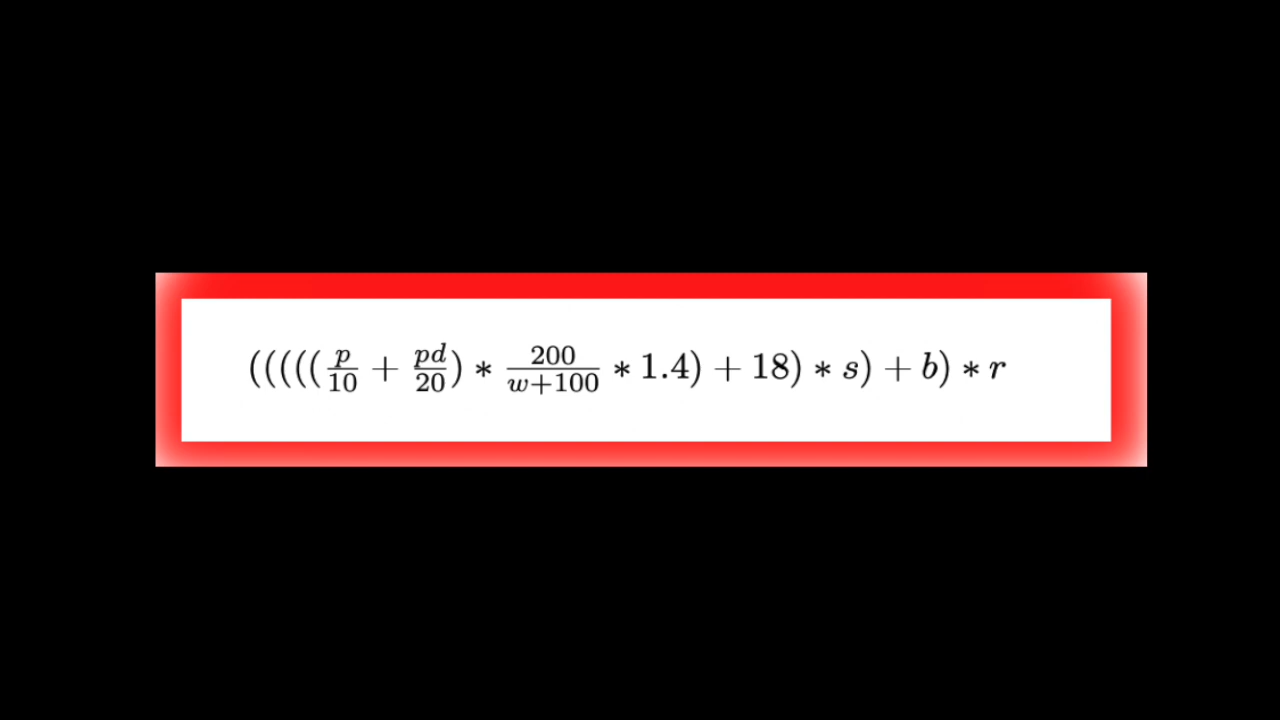 (((((p/10 + pd/20) * 200/(w+100) * 1.4) + 18) * s) + b) * r